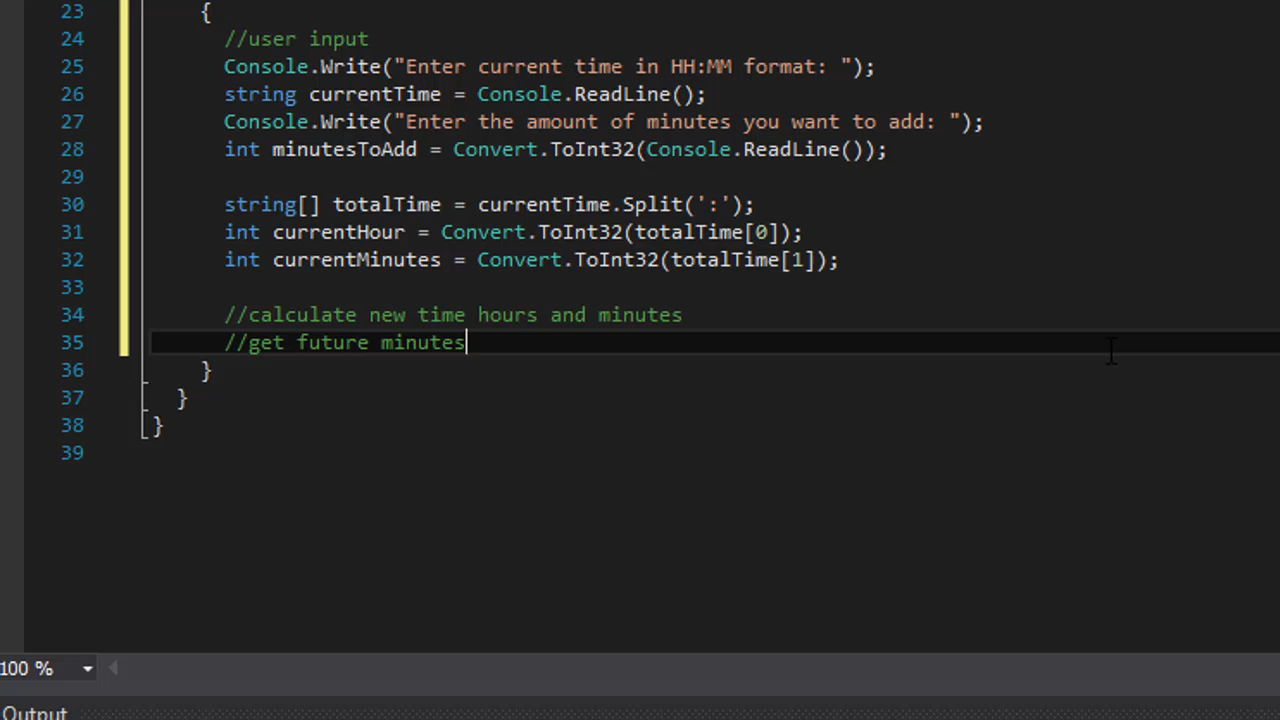 23 {
24 //user input
25 Console.Write("Enter current time in HH:MM format: ");
26 string currentTime = Console.ReadLine();
27 Console.Write("Enter the amount of minutes you want to add: ");
28 int minutesToAdd = Convert.ToInt32(Console.ReadLine());
29
30 string[] totalTime = currentTime.Split(':');
31 int currentHour = Convert.ToInt32(totalTime[0]);
32 int currentMinutes = Convert.ToInt32(totalTime[1]);
33
34 //calculate new time hours and minutes
35 //get future minutes
36 }
37 }
38 }
39
100 %
Output